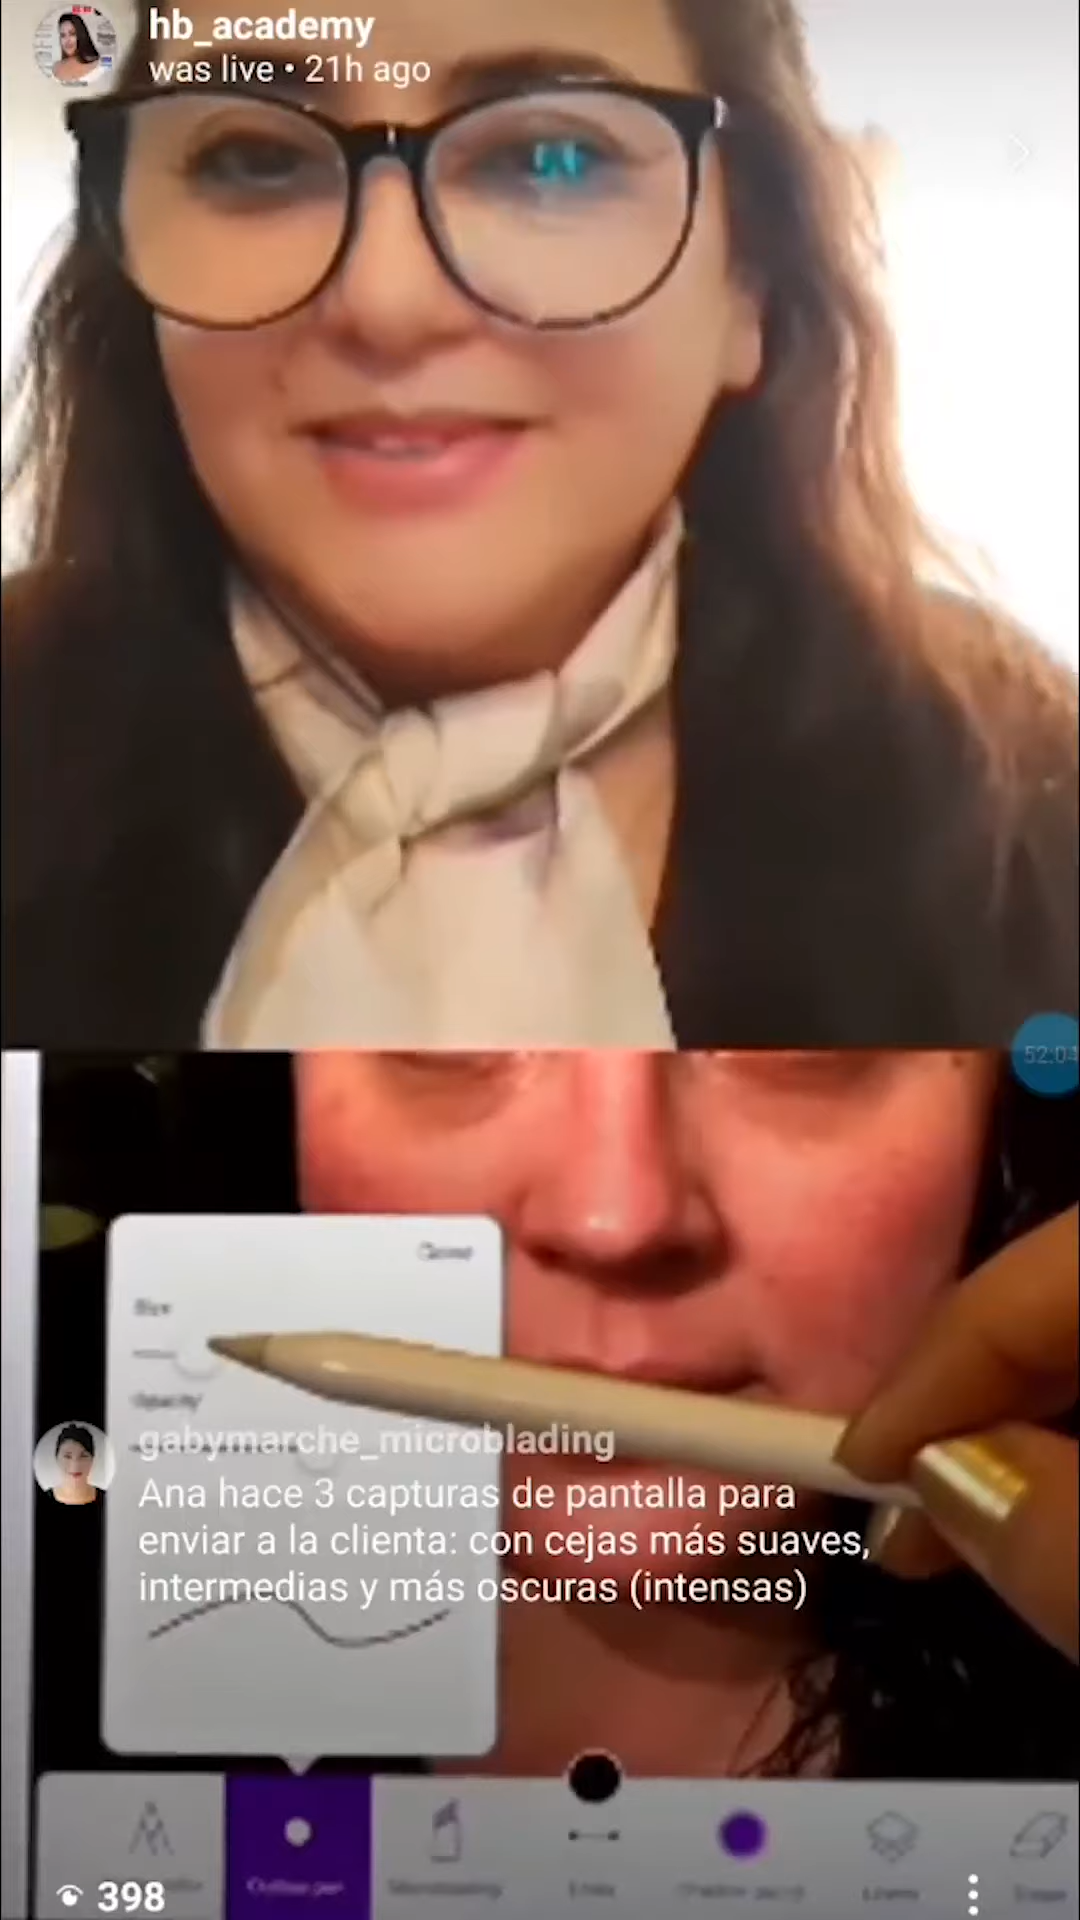 hb_academy
was live • 21h ago
52:04
Size
Opacity
gabymarche_microblading
Ana hace 3 capturas de pantalla para
enviar a la clienta: con cejas más suaves,
intermedias y más oscuras (intensas)
398